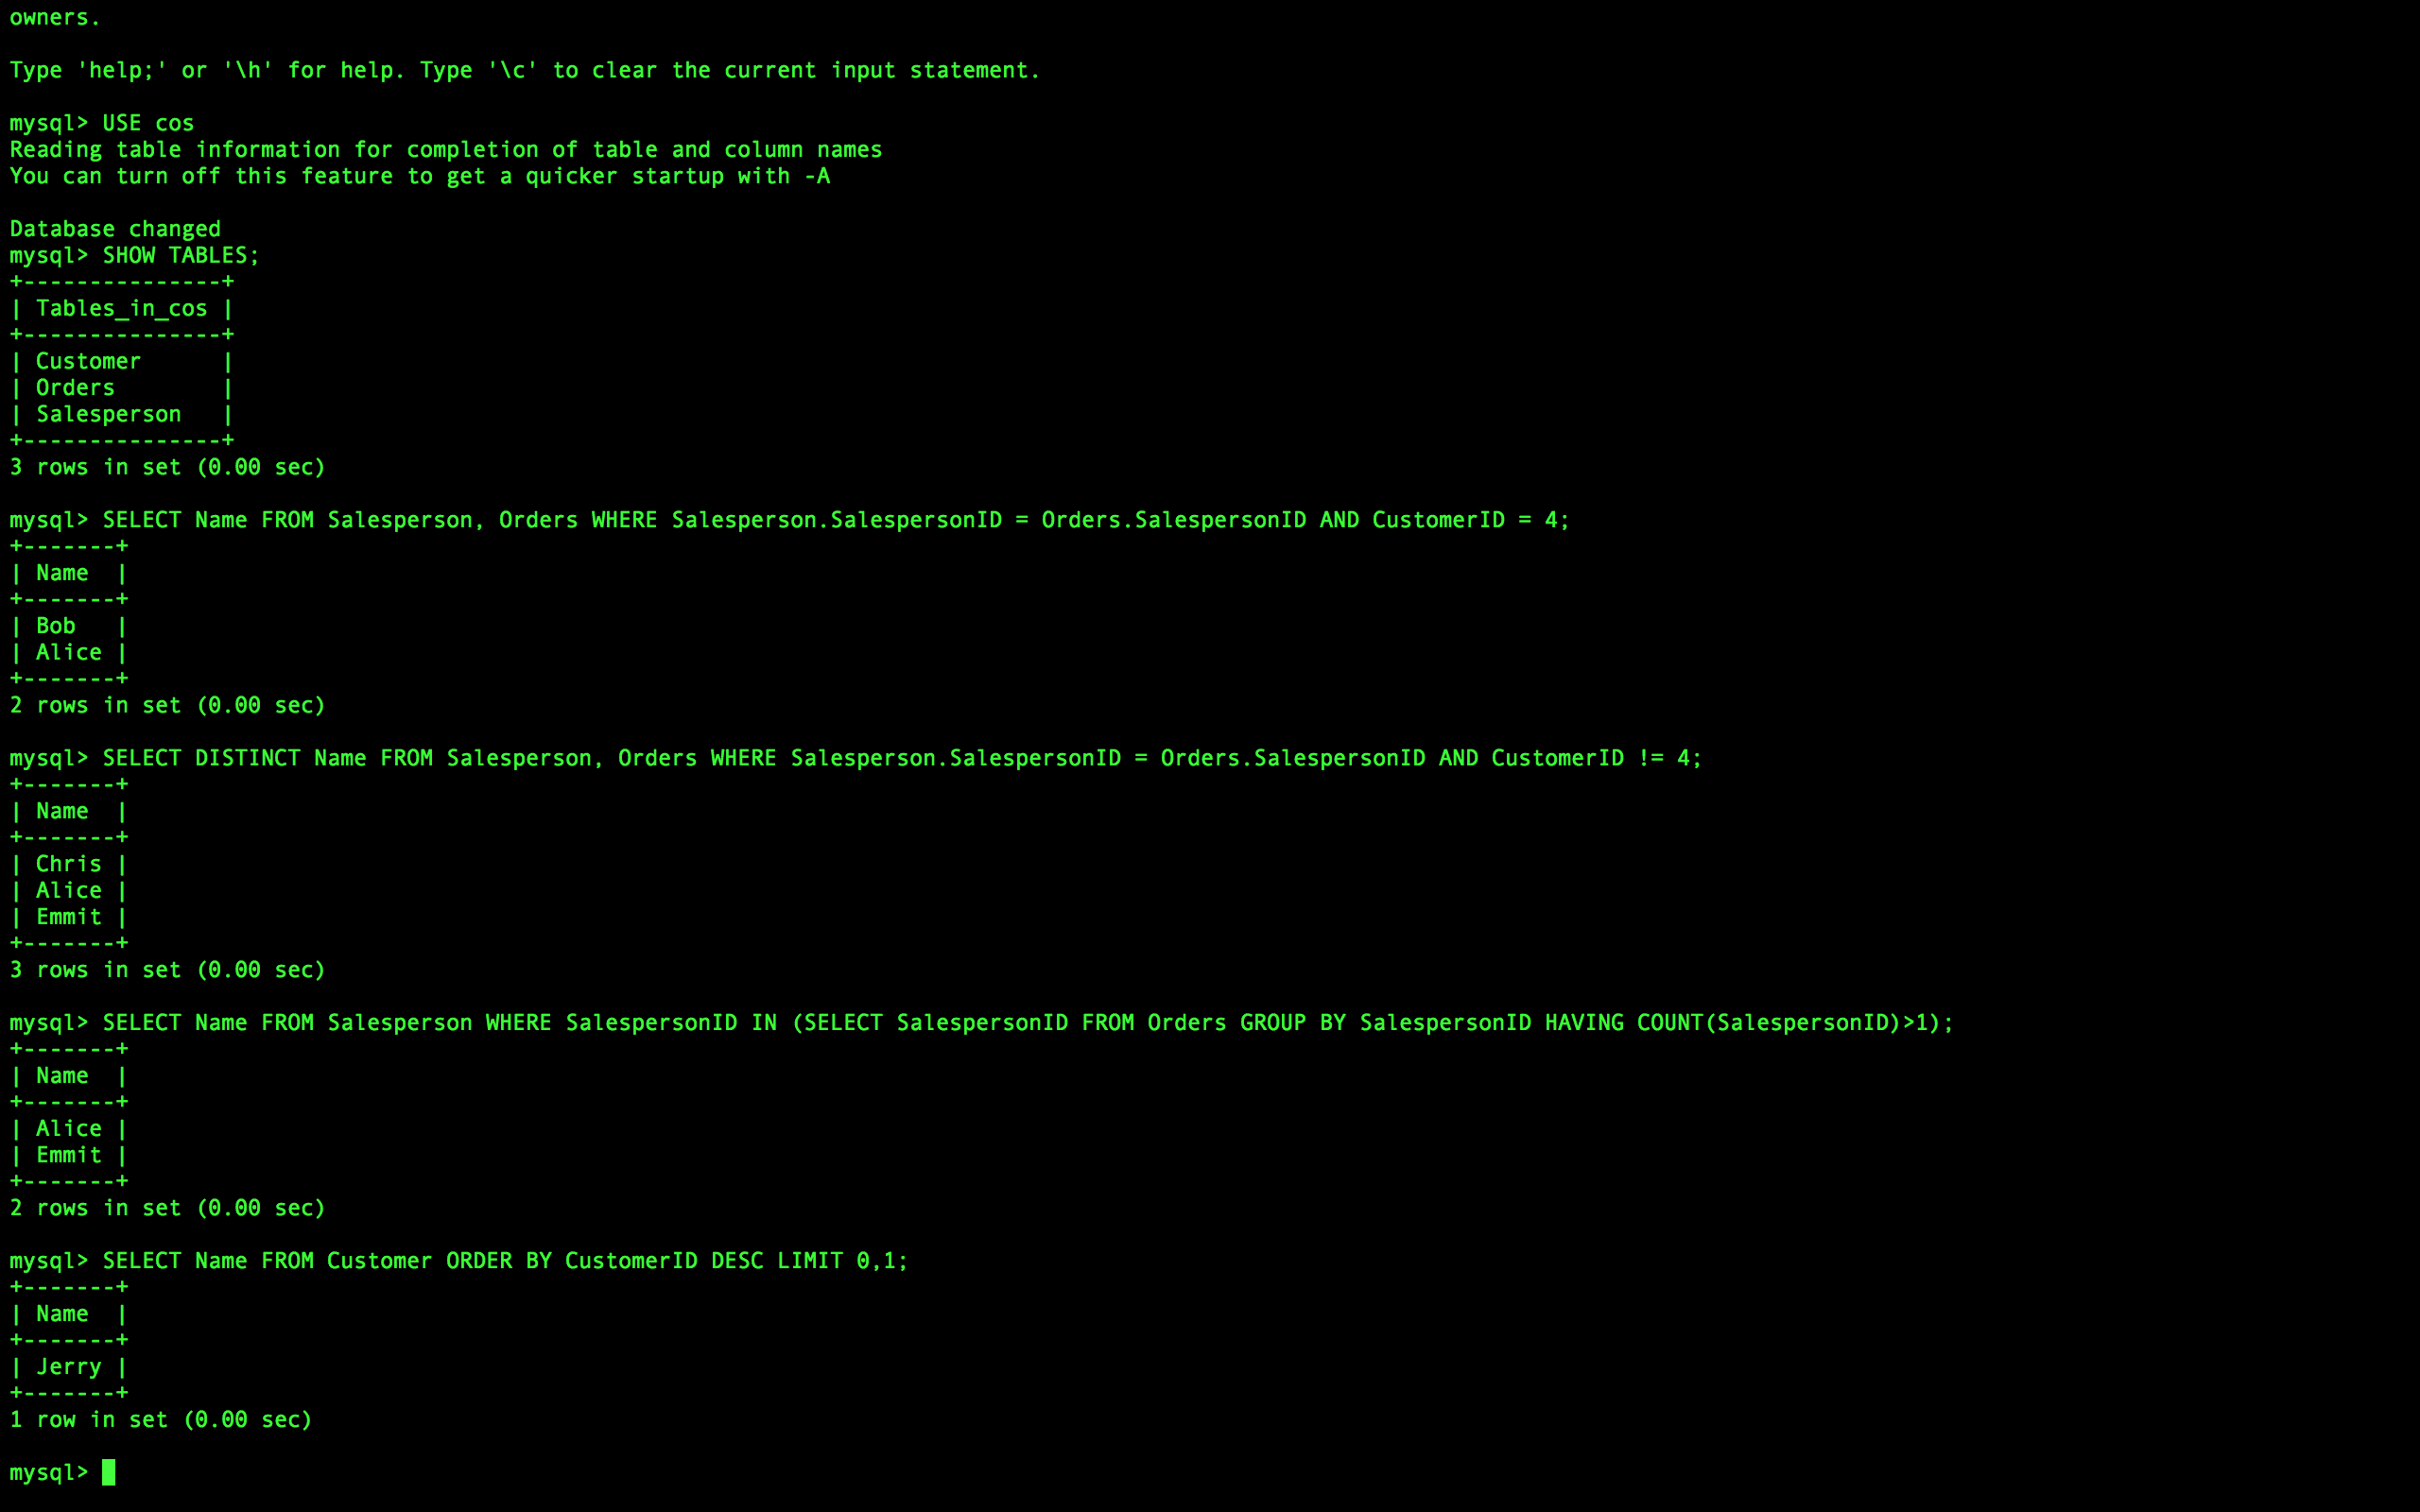 owners.
Type 'help;' or '\h' for help. Type '\c' to clear the current input statement.
mysql> USE cos
Reading table information for completion of table and column names
You can turn off this feature to get a quicker startup with -A
Database changed
mysql> SHOW TABLES;
+---------------+
| Tables_in_cos |
+---------------+
| Customer      |
| Orders        |
| Salesperson   |
+---------------+
3 rows in set (0.00 sec)
mysql> SELECT Name FROM Salesperson, Orders WHERE Salesperson.SalespersonID = Orders.SalespersonID AND CustomerID = 4;
+-------+
| Name  |
+-------+
| Bob   |
| Alice |
+-------+
2 rows in set (0.00 sec)
mysql> SELECT DISTINCT Name FROM Salesperson, Orders WHERE Salesperson.SalespersonID = Orders.SalespersonID AND CustomerID != 4;
+-------+
| Name  |
+-------+
| Chris |
| Alice |
| Emmit |
+-------+
3 rows in set (0.00 sec)
mysql> SELECT Name FROM Salesperson WHERE SalespersonID IN (SELECT SalespersonID FROM Orders GROUP BY SalespersonID HAVING COUNT(SalespersonID)>1);
+-------+
| Name  |
+-------+
| Alice |
| Emmit |
+-------+
2 rows in set (0.00 sec)
mysql> SELECT Name FROM Customer ORDER BY CustomerID DESC LIMIT 0,1;
+-------+
| Name  |
+-------+
| Jerry |
+-------+
1 row in set (0.00 sec)
mysql>